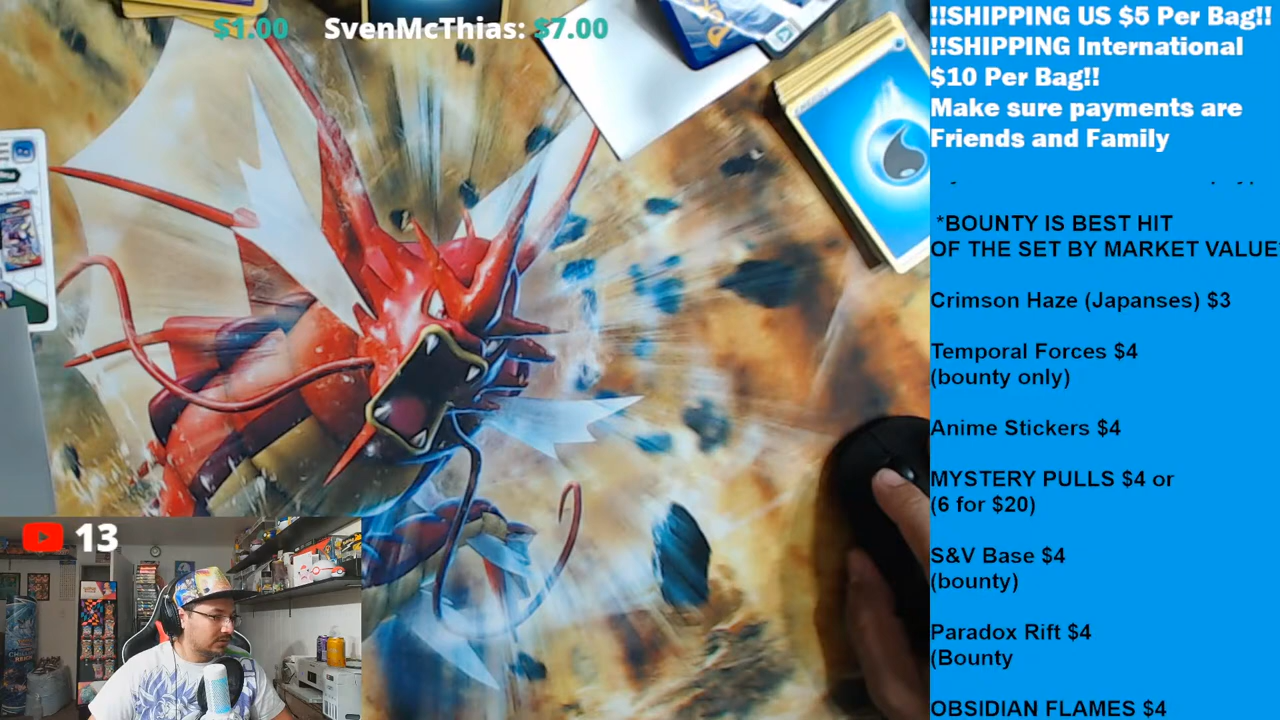 $1.00 SvenMcThias: $7.00
!!SHIPPING US $5 Per Bag!!
!!SHIPPING International
$10 Per Bag!!
Make sure payments are
Friends and Family
*BOUNTY IS BEST HIT
OF THE SET BY MARKET VALUE
Crimson Haze (Japanses) $3
Temporal Forces $4
(bounty only)
Anime Stickers $4
MYSTERY PULLS $4 or
(6 for $20)
S&V Base $4
(bounty)
Paradox Rift $4
(Bounty
OBSIDIAN FLAMES $4
13